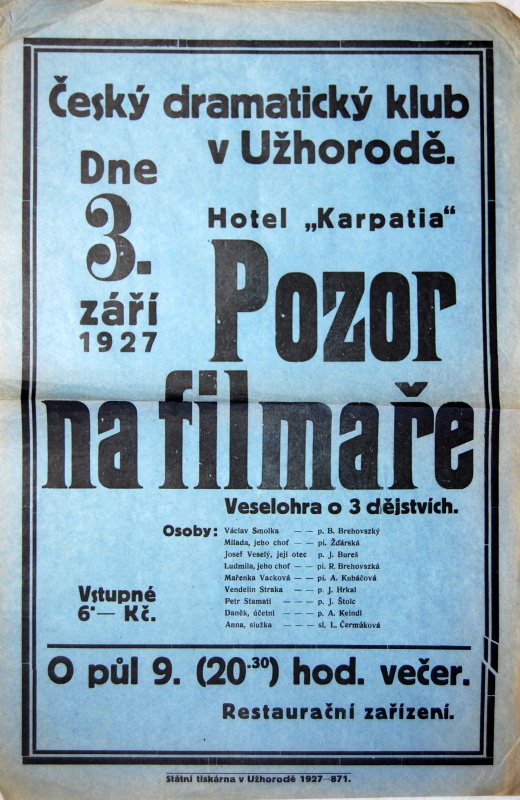 Český dramatický klub
v Užhorodě.
Dne
3.
září
1927
Hotel „Karpatia“
Pozor
na filmaře
Veselohra o 3 dějstvích.
Osoby: Václav Smolka — — p. B. Brehovszký
Milada, jeho choť — — pí. Žďárská
Josef Veselý, její otec p. J. Bureš
Ludmila, jeho choť — — pí. R. Brehovszká
Mařenka Vacková — — pí. A. Kubáčová
Vendelín Straka — — p. J. Hrkal
Petr Stamati — — p. J. Štolc
Daněk, účetní — — p. A. Keindl
Anna, služka — — sl. L. Čermáková
Vstupné
6·— Kč.
O půl 9. (20·30) hod. večer.
Restaurační zařízení.
Státní tiskárna v Užhorodě 1927—871.